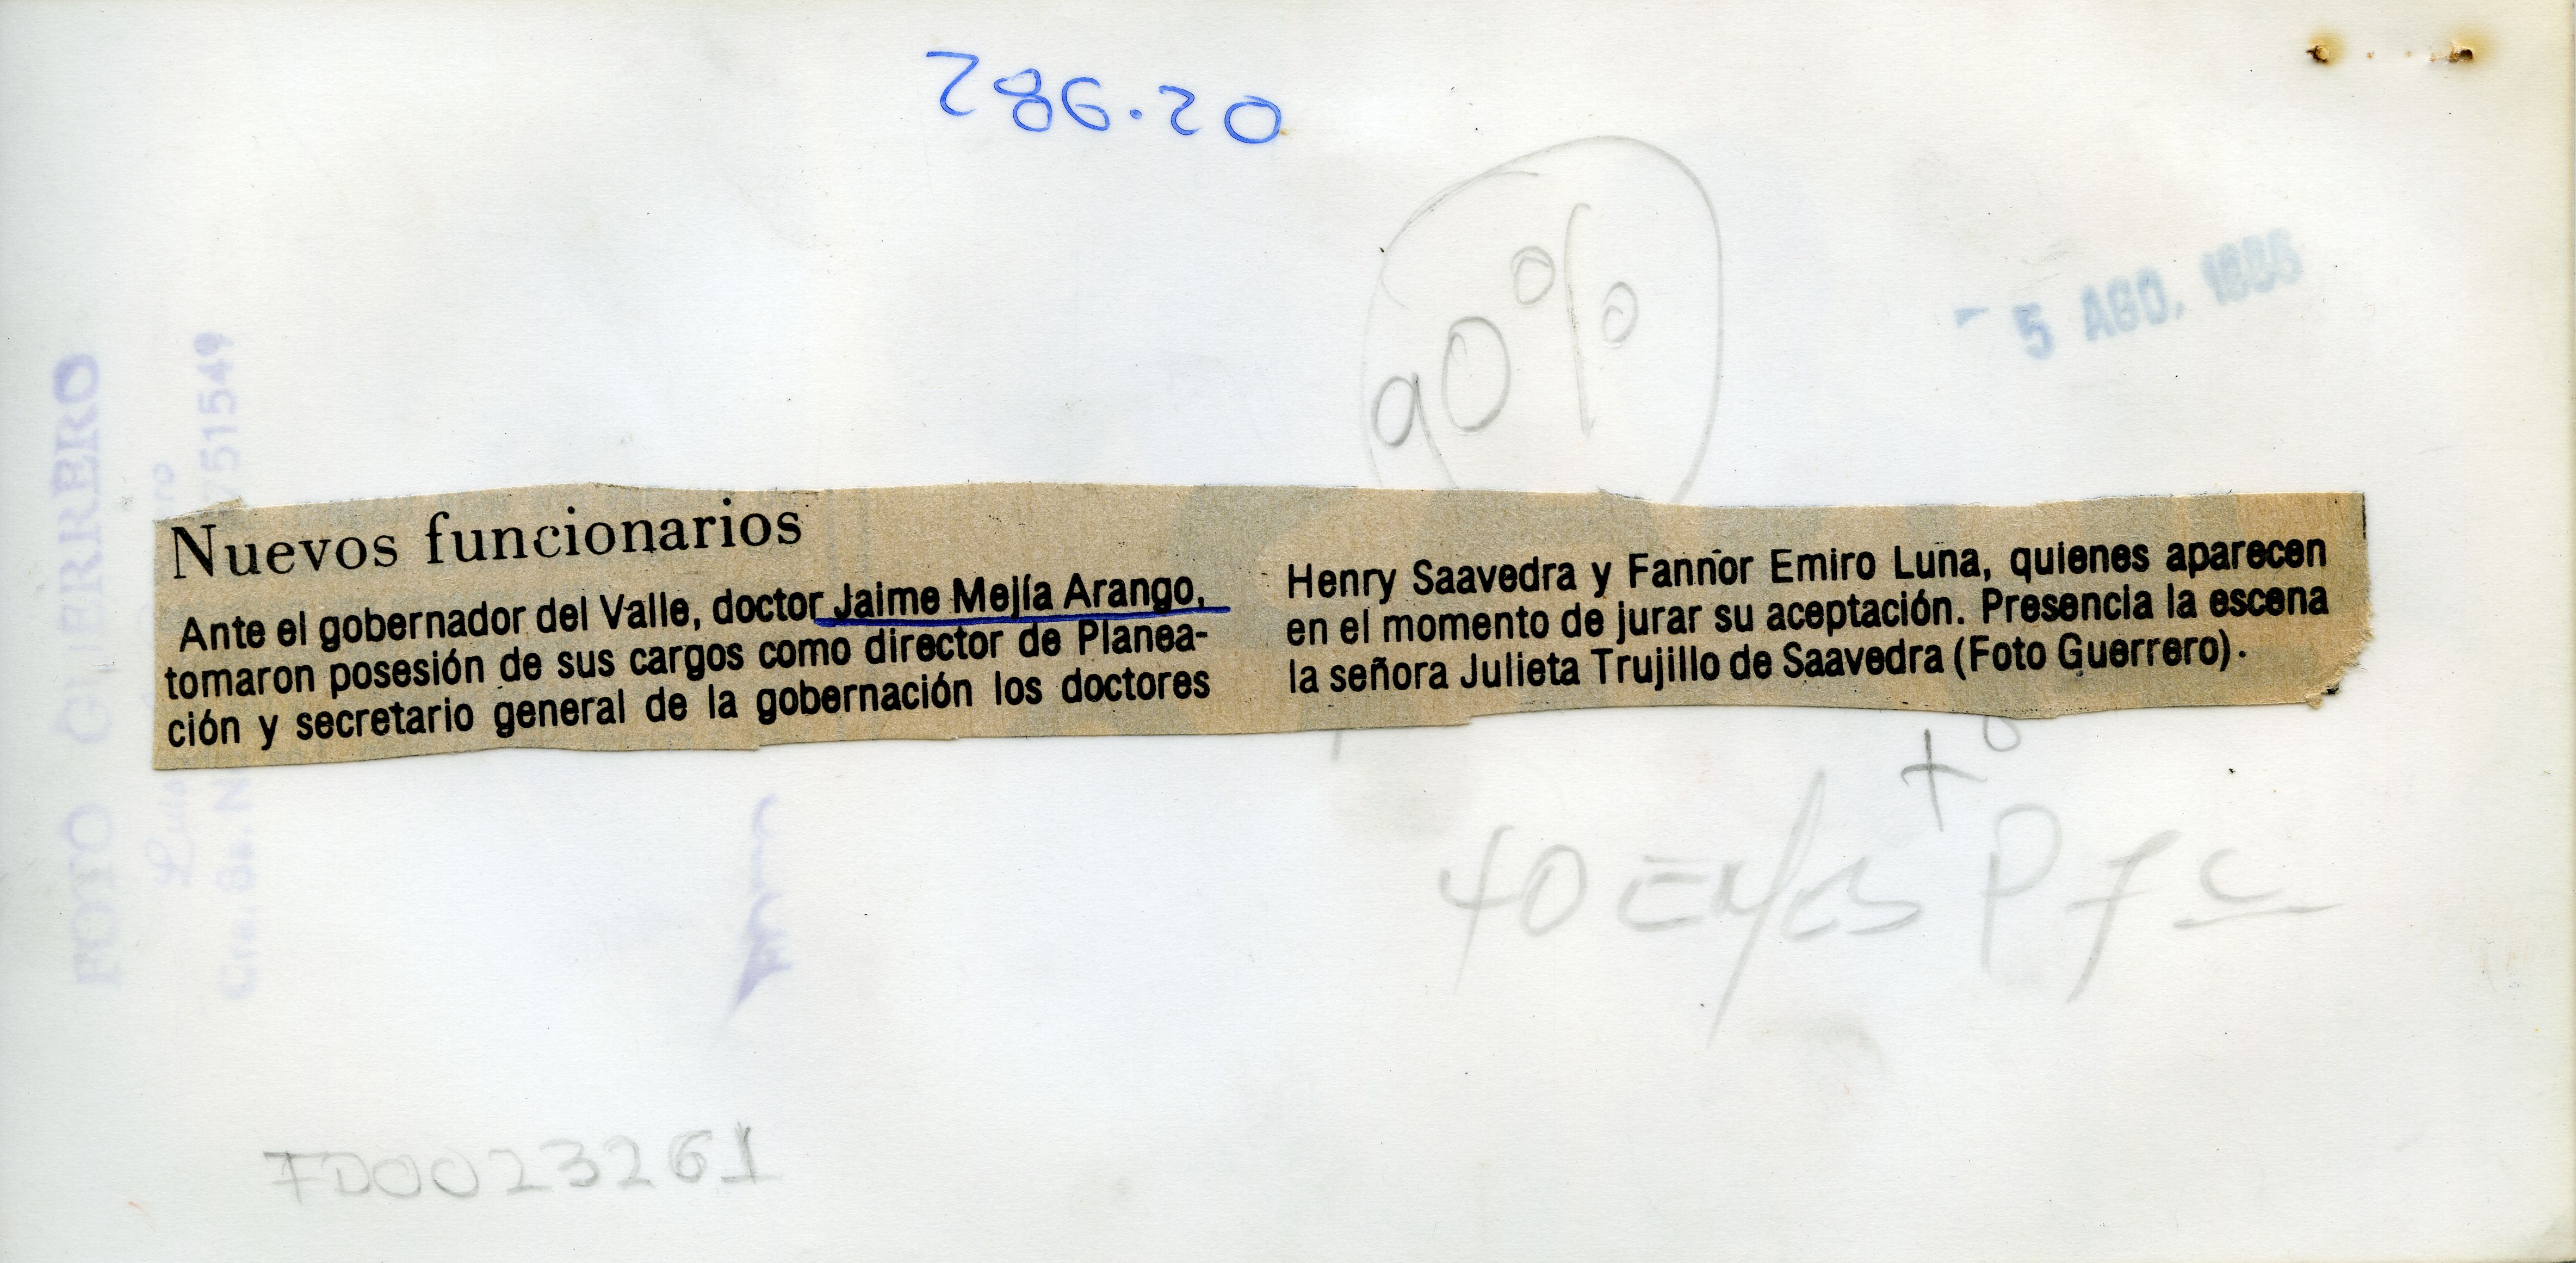 286.20
90%
5 AGO. 1986
FOTO GUERRERO
Luis
751549
Nuevos funcionarios
Ante el gobernador del Valle, doctor Jaime Mejía Arango,
tomaron posesión de sus cargos como director de Planea-
ción y secretario general de la gobernación los doctores
Henry Saavedra y Fannor Emiro Luna, quienes aparecen
en el momento de jurar su aceptación. Presencia la escena
la señora Julieta Trujillo de Saavedra (Foto Guerrero).
FD0023261